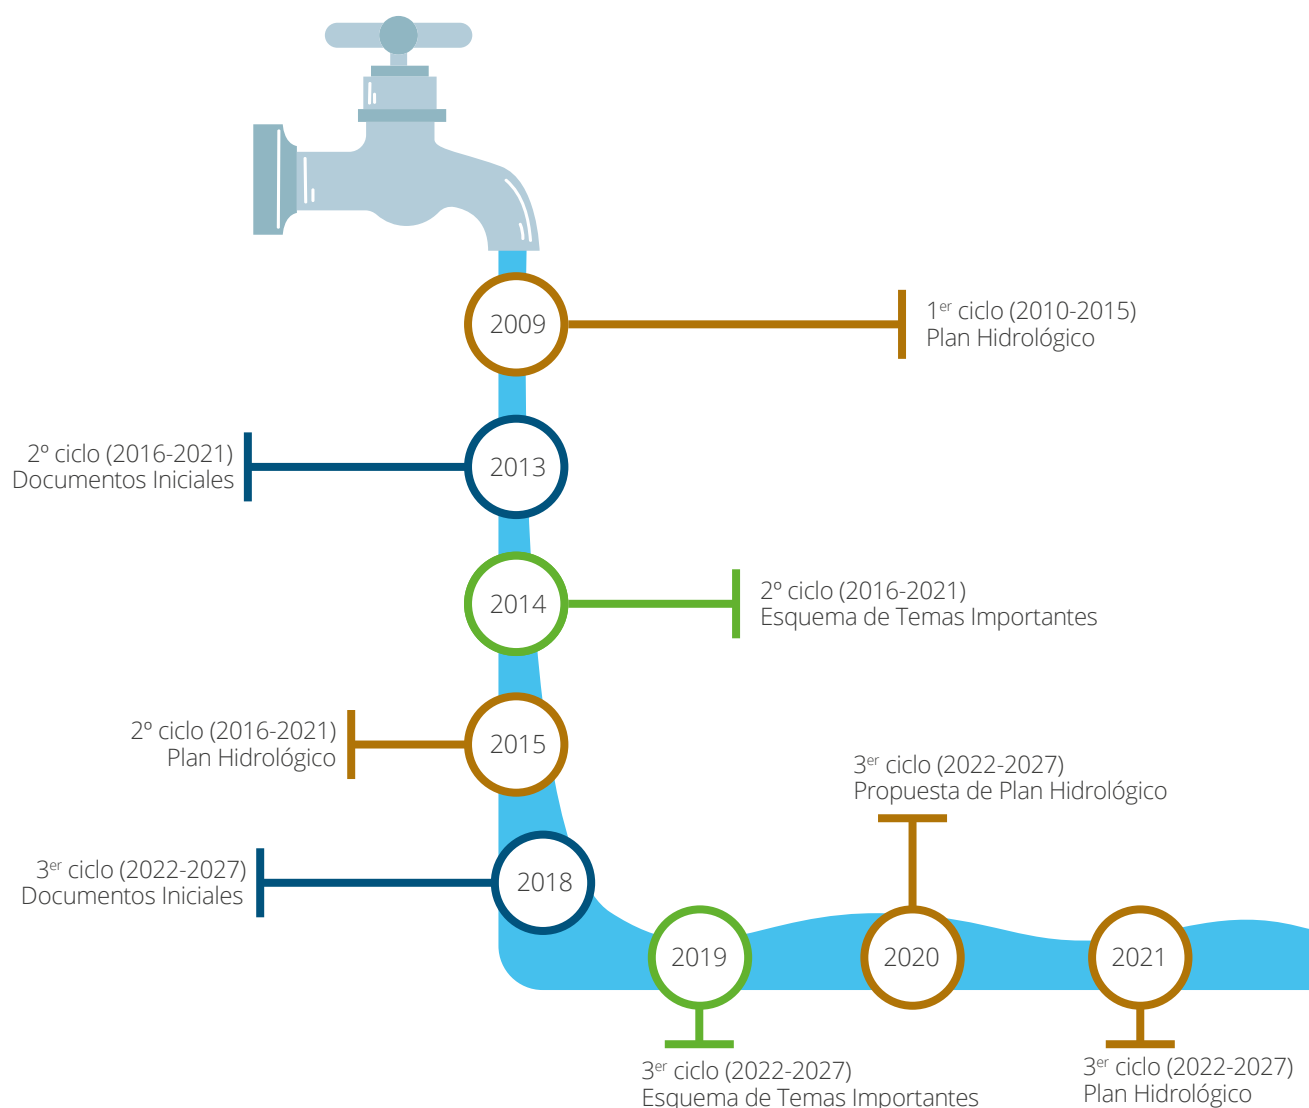 2009
1er ciclo (2010-2015)
Plan Hidrológico
2º ciclo (2016-2021)
Documentos Iniciales
2013
2014
2º ciclo (2016-2021)
Esquema de Temas Importantes
2º ciclo (2016-2021)
Plan Hidrológico
2015
3er ciclo (2022-2027)
Documentos Iniciales
2018
3er ciclo (2022-2027)
Propuesta de Plan Hidrológico
2019
2020
2021
3er ciclo (2022-2027)
Esquema de Temas Importantes
3er ciclo (2022-2027)
Plan Hidrológico